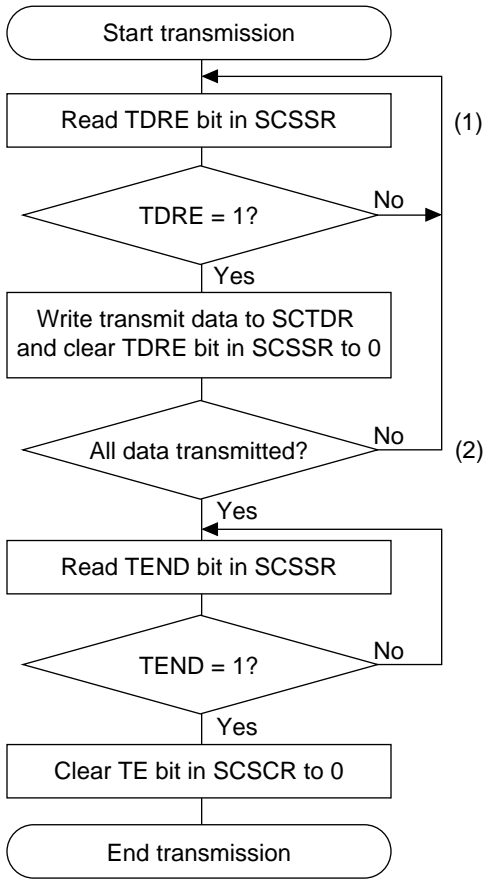 Start transmission
Read TDRE bit in SCSSR
(1)
TDRE = 1?
No
Yes
Write transmit data to SCTDR
and clear TDRE bit in SCSSR to 0
All data transmitted?
No
(2)
Yes
Read TEND bit in SCSSR
TEND = 1?
No
Yes
Clear TE bit in SCSCR to 0
End transmission